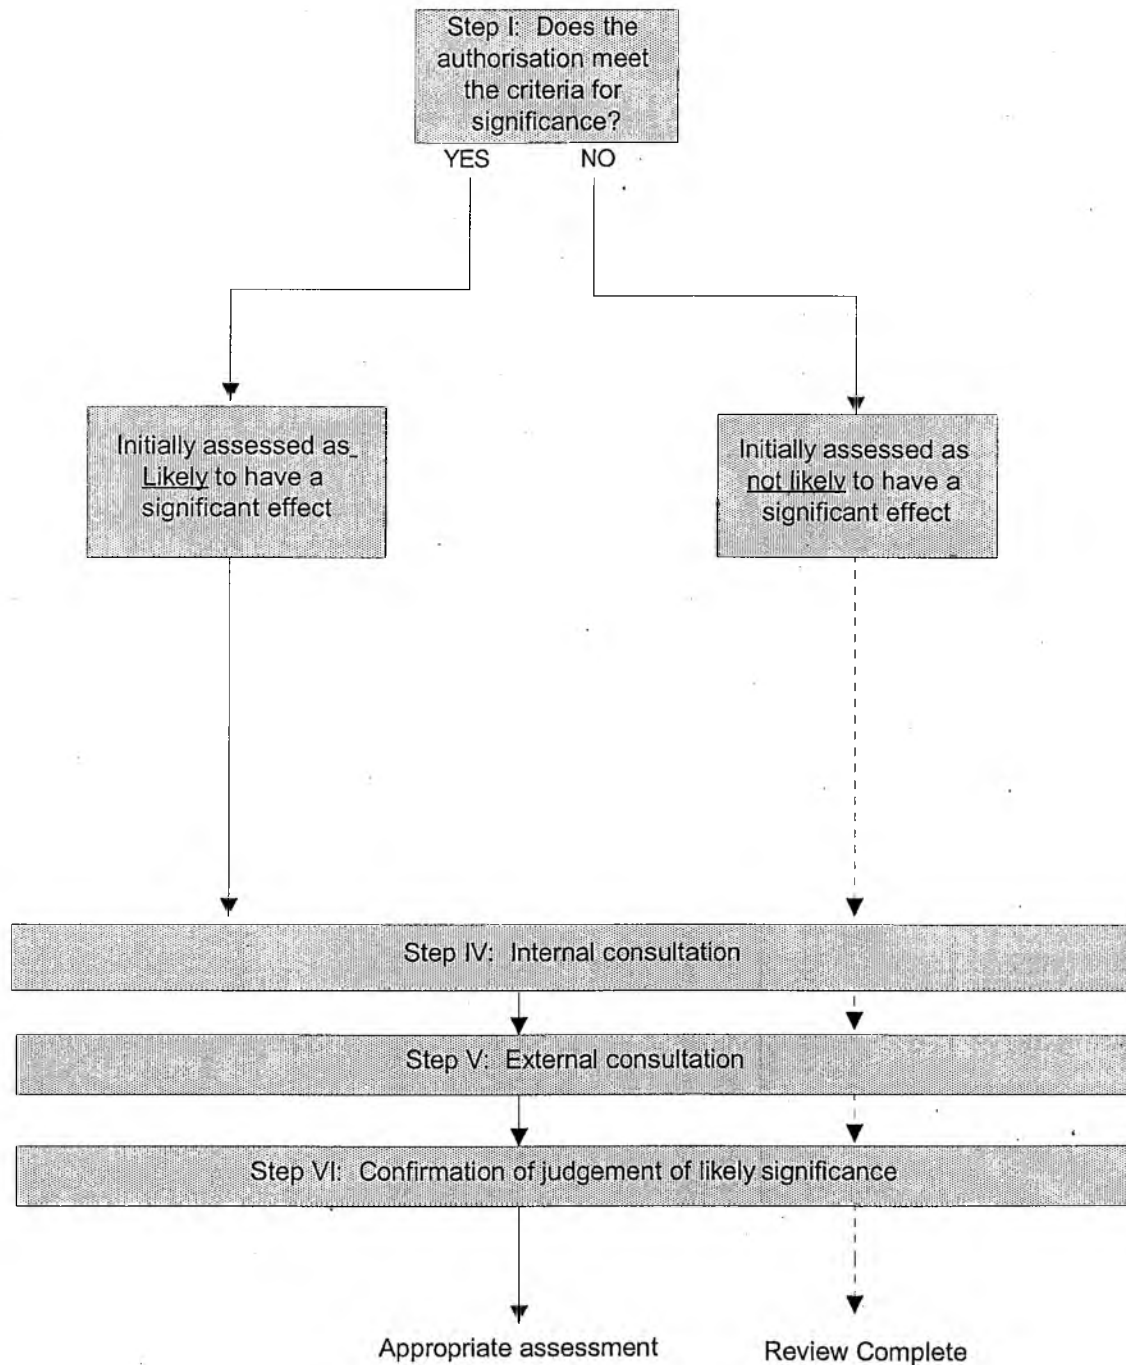 Step I: Does the
authorisation meet
the criteria for
significance?
YES NO
Initially assessed as
Likely to have a
significant effect
Initially assessed as
not likely to have a
significant effect
Step IV: Internal consultation
Step V: External consultation
Step VI: Confirmation of judgement of likely significance
Appropriate assessment
Review Complete